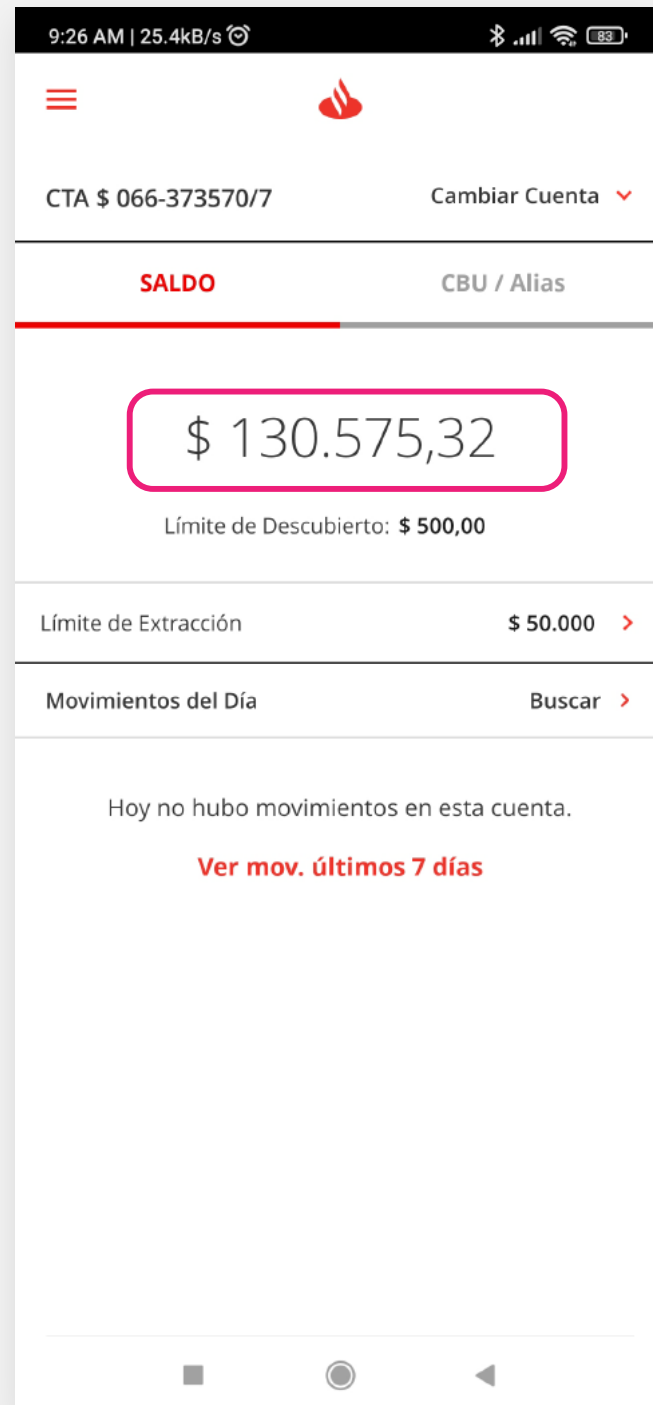 9:26 AM | 25.4kB/s
83
CTA $ 066-373570/7 Cambiar Cuenta
SALDO CBU / Alias
$ 130.575,32
Límite de Descubierto: $ 500,00
Límite de Extracción $ 50.000
Movimientos del Día Buscar
Hoy no hubo movimientos en esta cuenta.
Ver mov. últimos 7 días